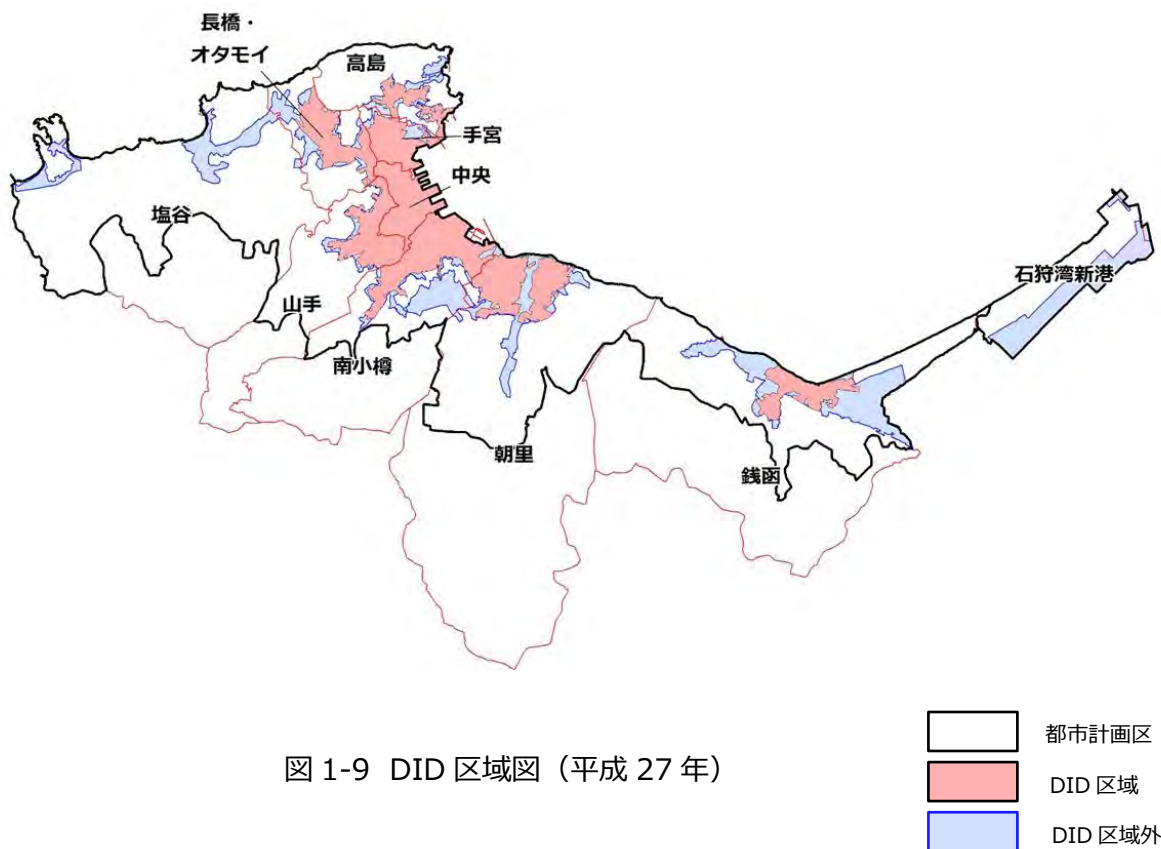 長橋・
オタモイ
高島
手宮
中央
塩谷
石狩湾新港
山手
南小樽
朝里
銭函
図 1-9 DID 区域図（平成 27 年）
都市計画区
DID 区域
DID 区域外